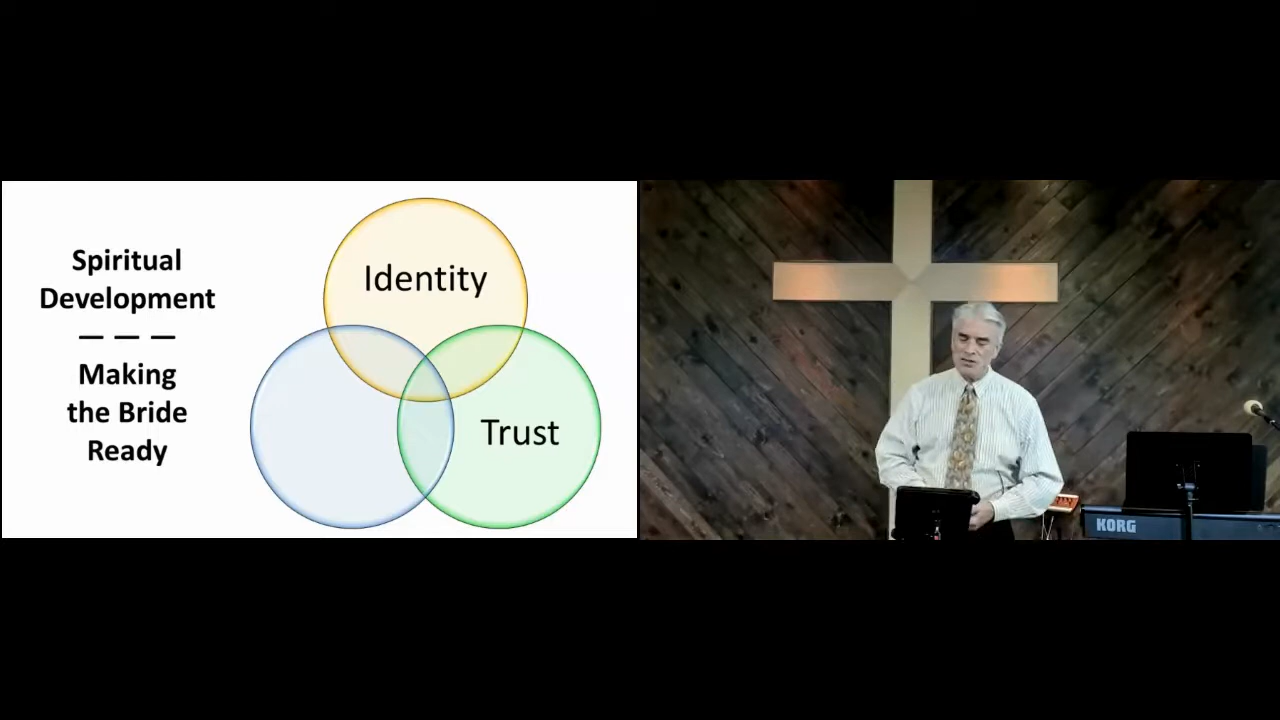 Spiritual
Development
— — —
Making
the Bride
Ready
Identity
Trust
KORG